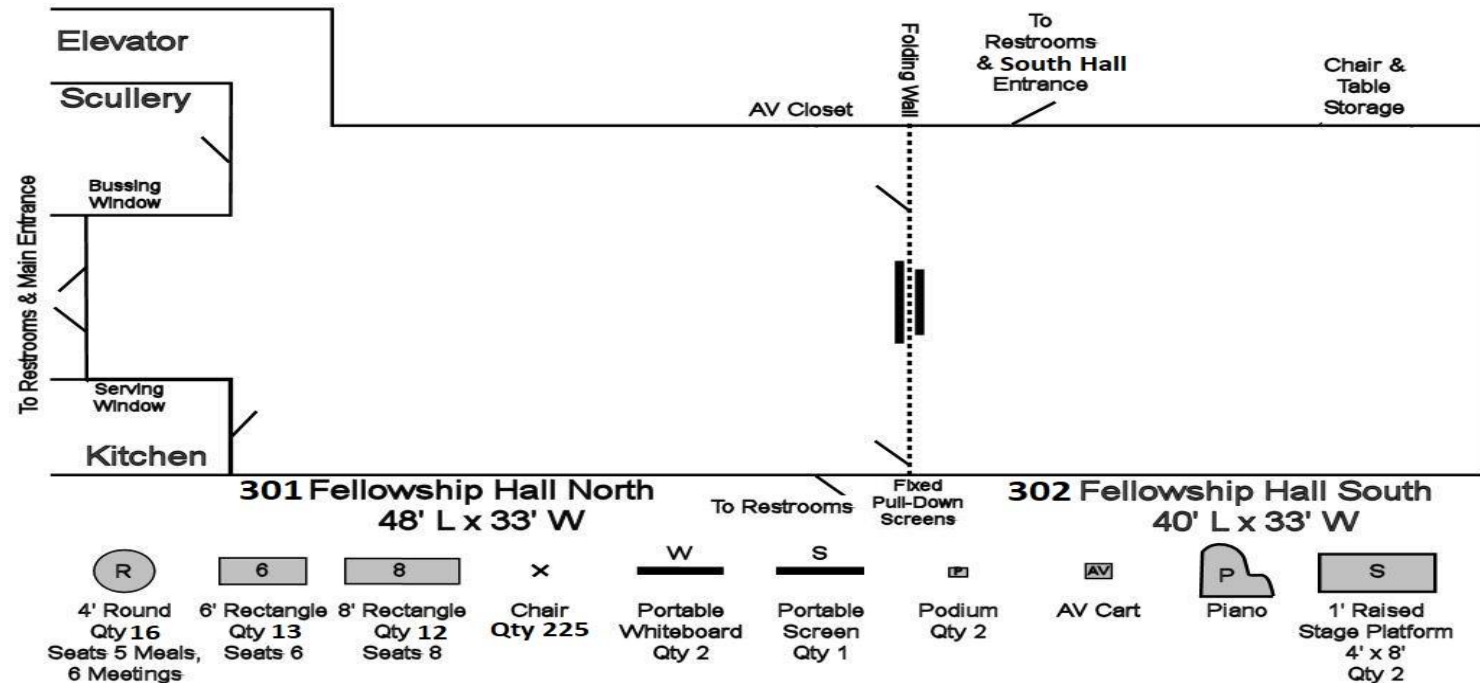 Elevator
Scullery
Bussing
Window
To Restrooms & Main Entrance
Serving
Window
Kitchen
AV Closet
Folding Wall
To
Restrooms
& South Hall
Entrance
Chair &
Table
Storage
301 Fellowship Hall North
48' L x 33' W
To Restrooms
Fixed
Pull-Down
Screens
302 Fellowship Hall South
40' L x 33' W
R
4' Round
Qty 16
Seats 5 Meals,
6 Meetings
6
6' Rectangle
Qty 13
Seats 6
8
8' Rectangle
Qty 12
Seats 8
Chair
Qty 225
W
Portable
Whiteboard
Qty 2
S
Portable
Screen
Qty 1
P
Podium
Qty 2
AV
AV Cart
P
Piano
S
1' Raised
Stage Platform
4' x 8'
Qty 2